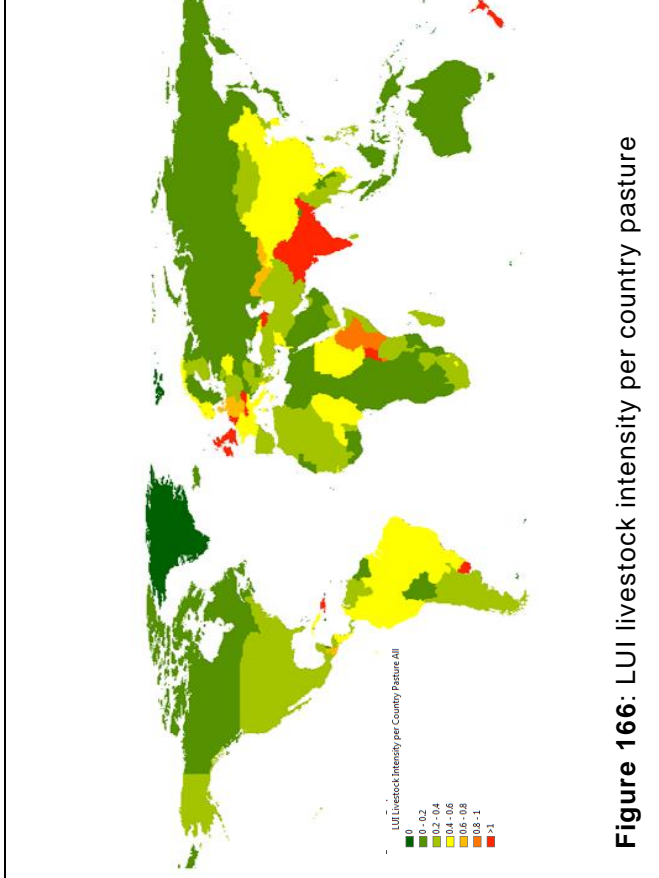 LUI Livestock Intensity per Country Pasture All
0
0 - 0.2
0.2 - 0.4
0.4 - 0.6
0.6 - 0.8
0.8 - 1
>1
Figure 166: LUI livestock intensity per country pasture